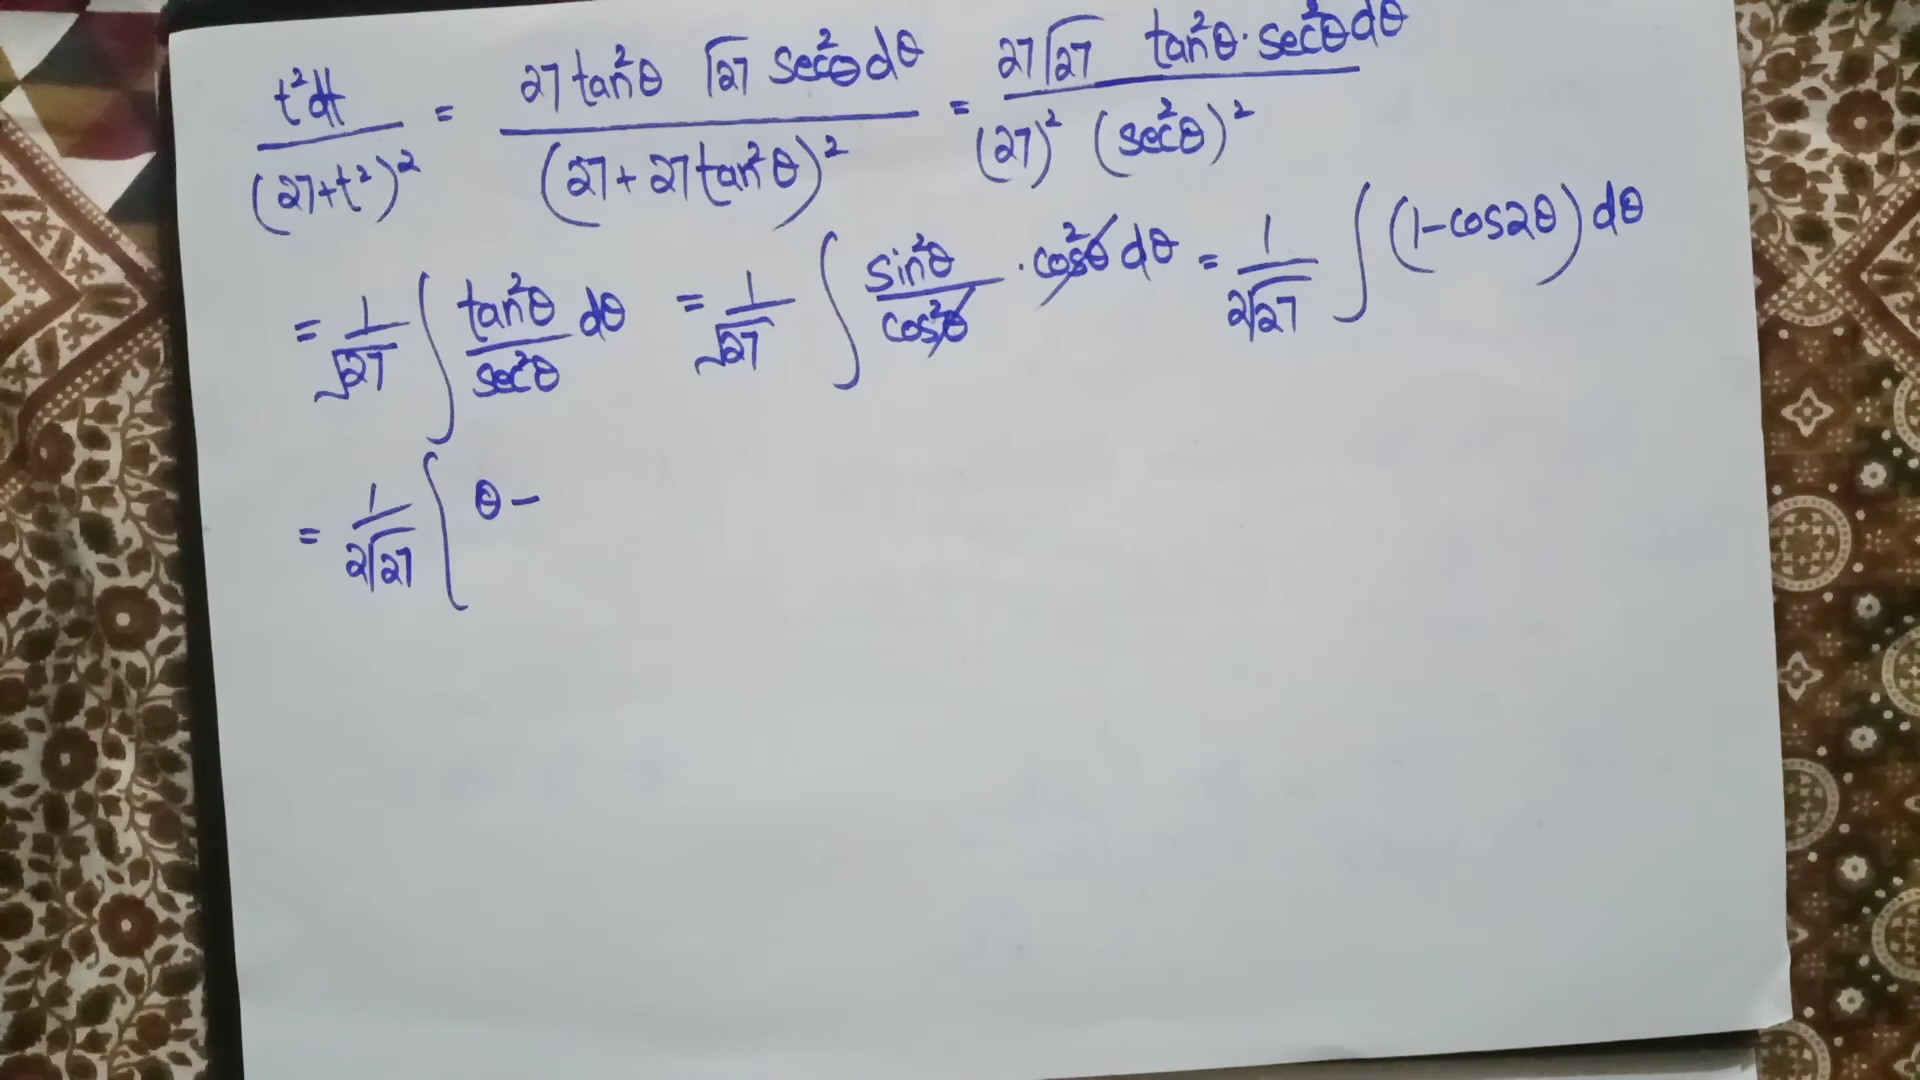 t²dt/(27+t²)² = 27 tan²θ √27 sec²θ dθ/(27+27tan²θ)² = 27√27 tan²θ·sec²θ dθ/(27)² (sec²θ)²
= 1/√27 ∫ tan²θ/sec²θ dθ = 1/√27 ∫ sin²θ/cos²θ · cos²θ dθ = 1/2√27 ∫ (1-cos2θ) dθ
= 1/2√27 { θ -